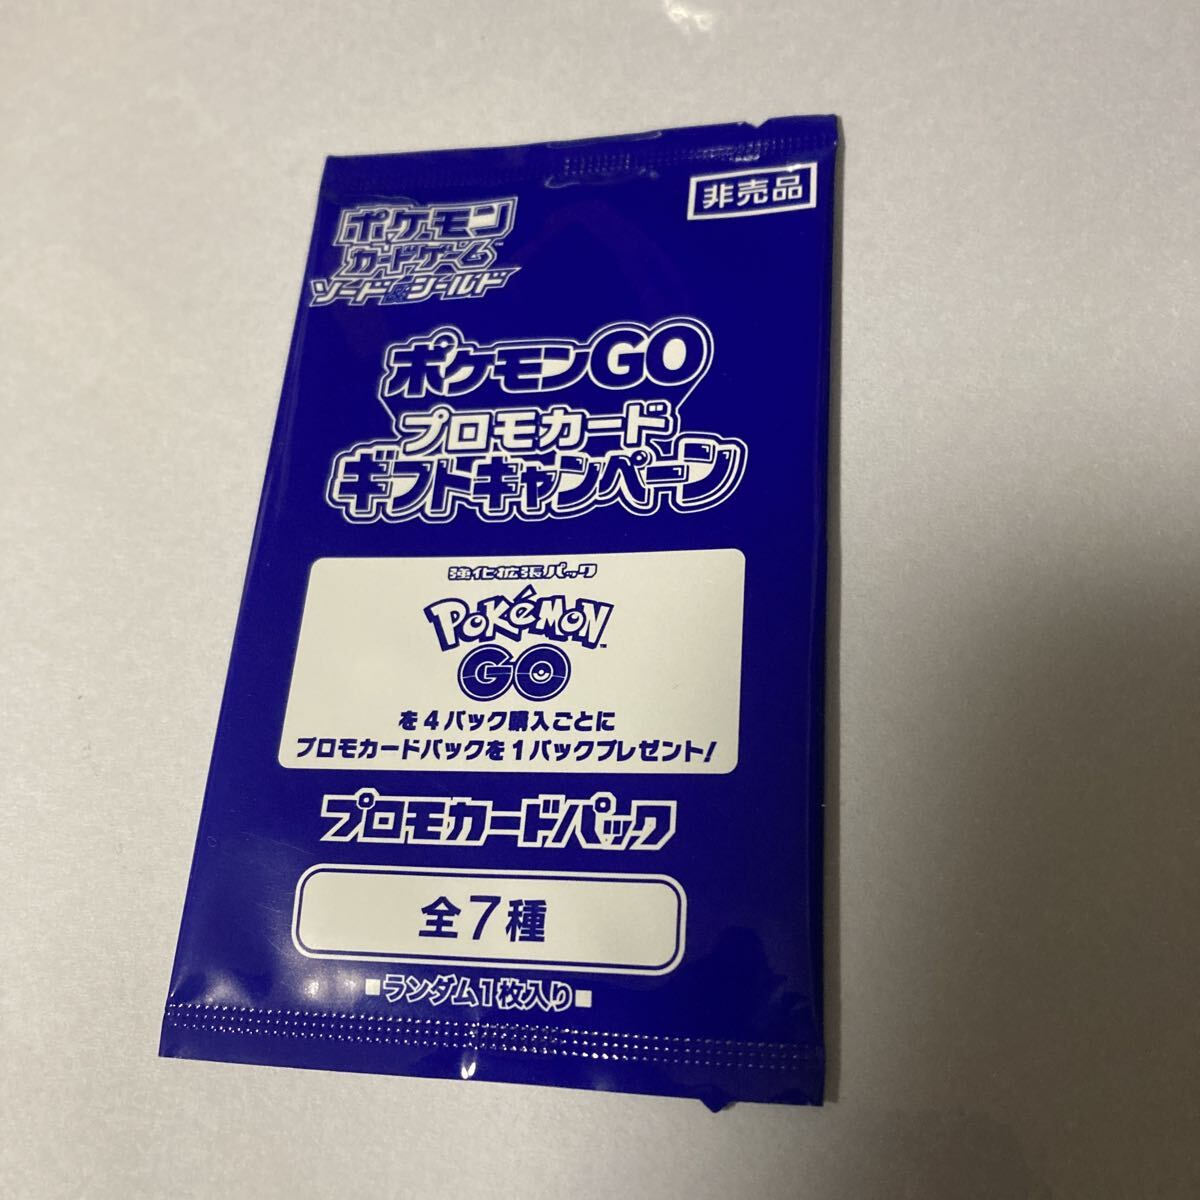 非売品
ポケモン
カードゲーム™
ソード&シールド
ポケモンGO
プロモカード
ギフトキャンペーン
強化拡張パック
POKéMON™
GO
を4パック購入ごとに
プロモカードパックを1パックプレゼント!
プロモカードパック
全7種
■ランダム1枚入り■